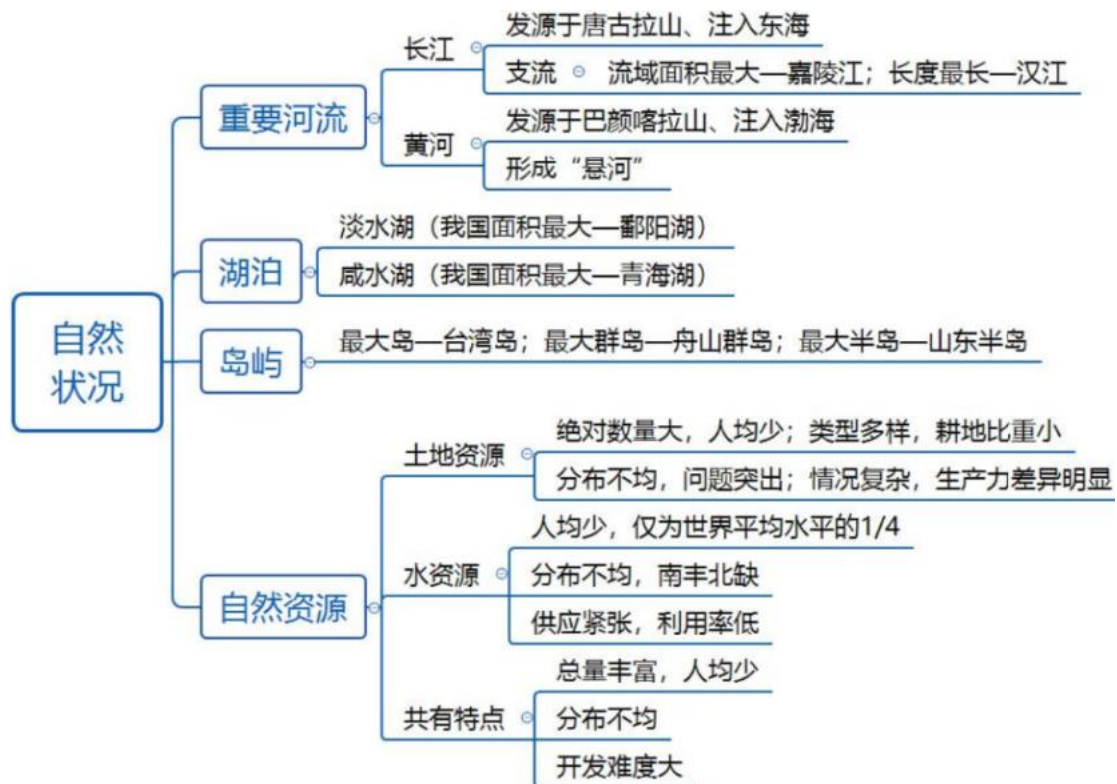 自然
状况
重要河流
长江
发源于唐古拉山、注入东海
支流
流域面积最大—嘉陵江；长度最长—汉江
黄河
发源于巴颜喀拉山、注入渤海
形成“悬河”
湖泊
淡水湖（我国面积最大—鄱阳湖）
咸水湖（我国面积最大—青海湖）
岛屿
最大岛—台湾岛；最大群岛—舟山群岛；最大半岛—山东半岛
自然资源
土地资源
绝对数量大，人均少；类型多样，耕地比重小
分布不均，问题突出；情况复杂，生产力差异明显
水资源
人均少，仅为世界平均水平的1/4
分布不均，南丰北缺
供应紧张，利用率低
共有特点
总量丰富，人均少
分布不均
开发难度大